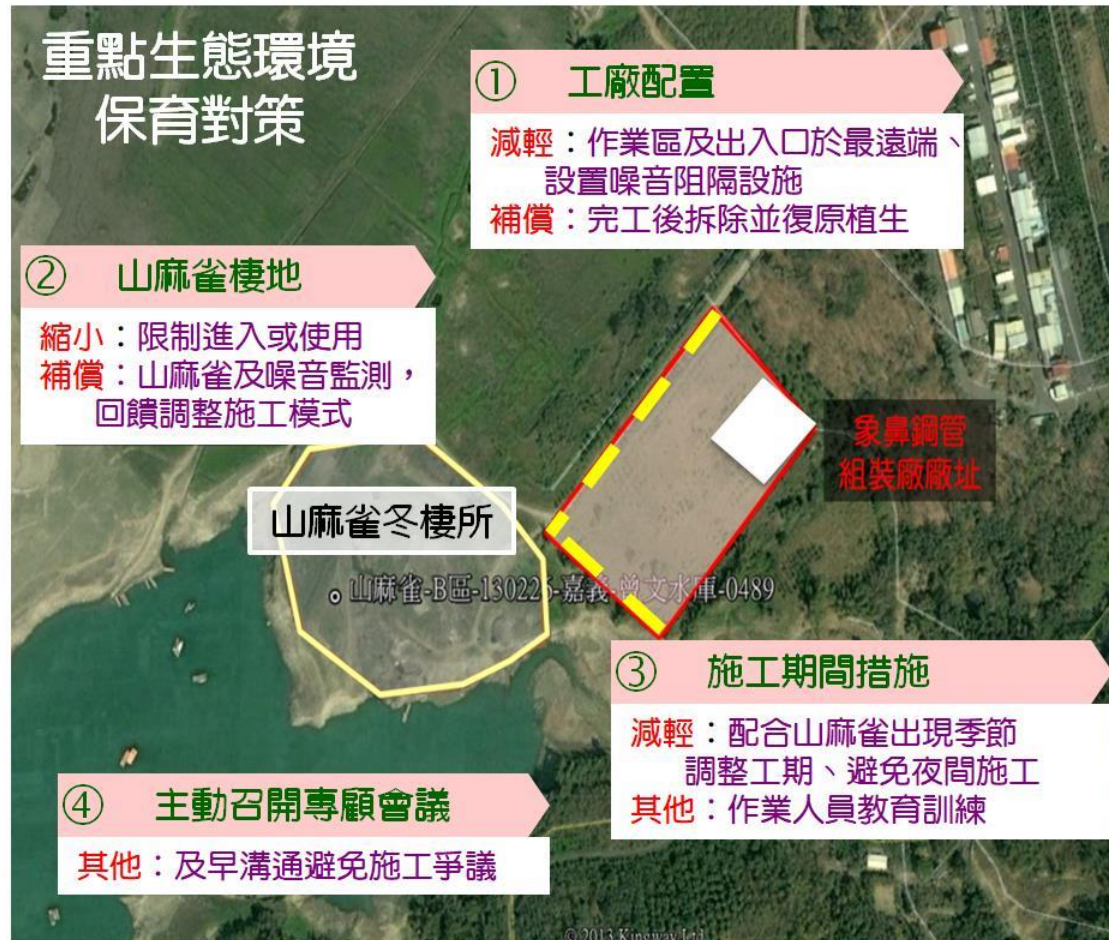 重點生態環境
保育對策
① 工廠配置
減輕：作業區及出入口於最遠端、
設置噪音阻隔設施
補償：完工後拆除並復原植生
② 山麻雀棲地
縮小：限制進入或使用
補償：山麻雀及噪音監測，
回饋調整施工模式
象鼻鋼管
組裝廠廠址
山麻雀冬棲所
山麻雀-B區-130226-嘉義-曾文水庫-0489
③ 施工期間措施
減輕：配合山麻雀出現季節
調整工期、避免夜間施工
其他：作業人員教育訓練
④ 主動召開專顧會議
其他：及早溝通避免施工爭議
© 2013 Kingway Ltd.